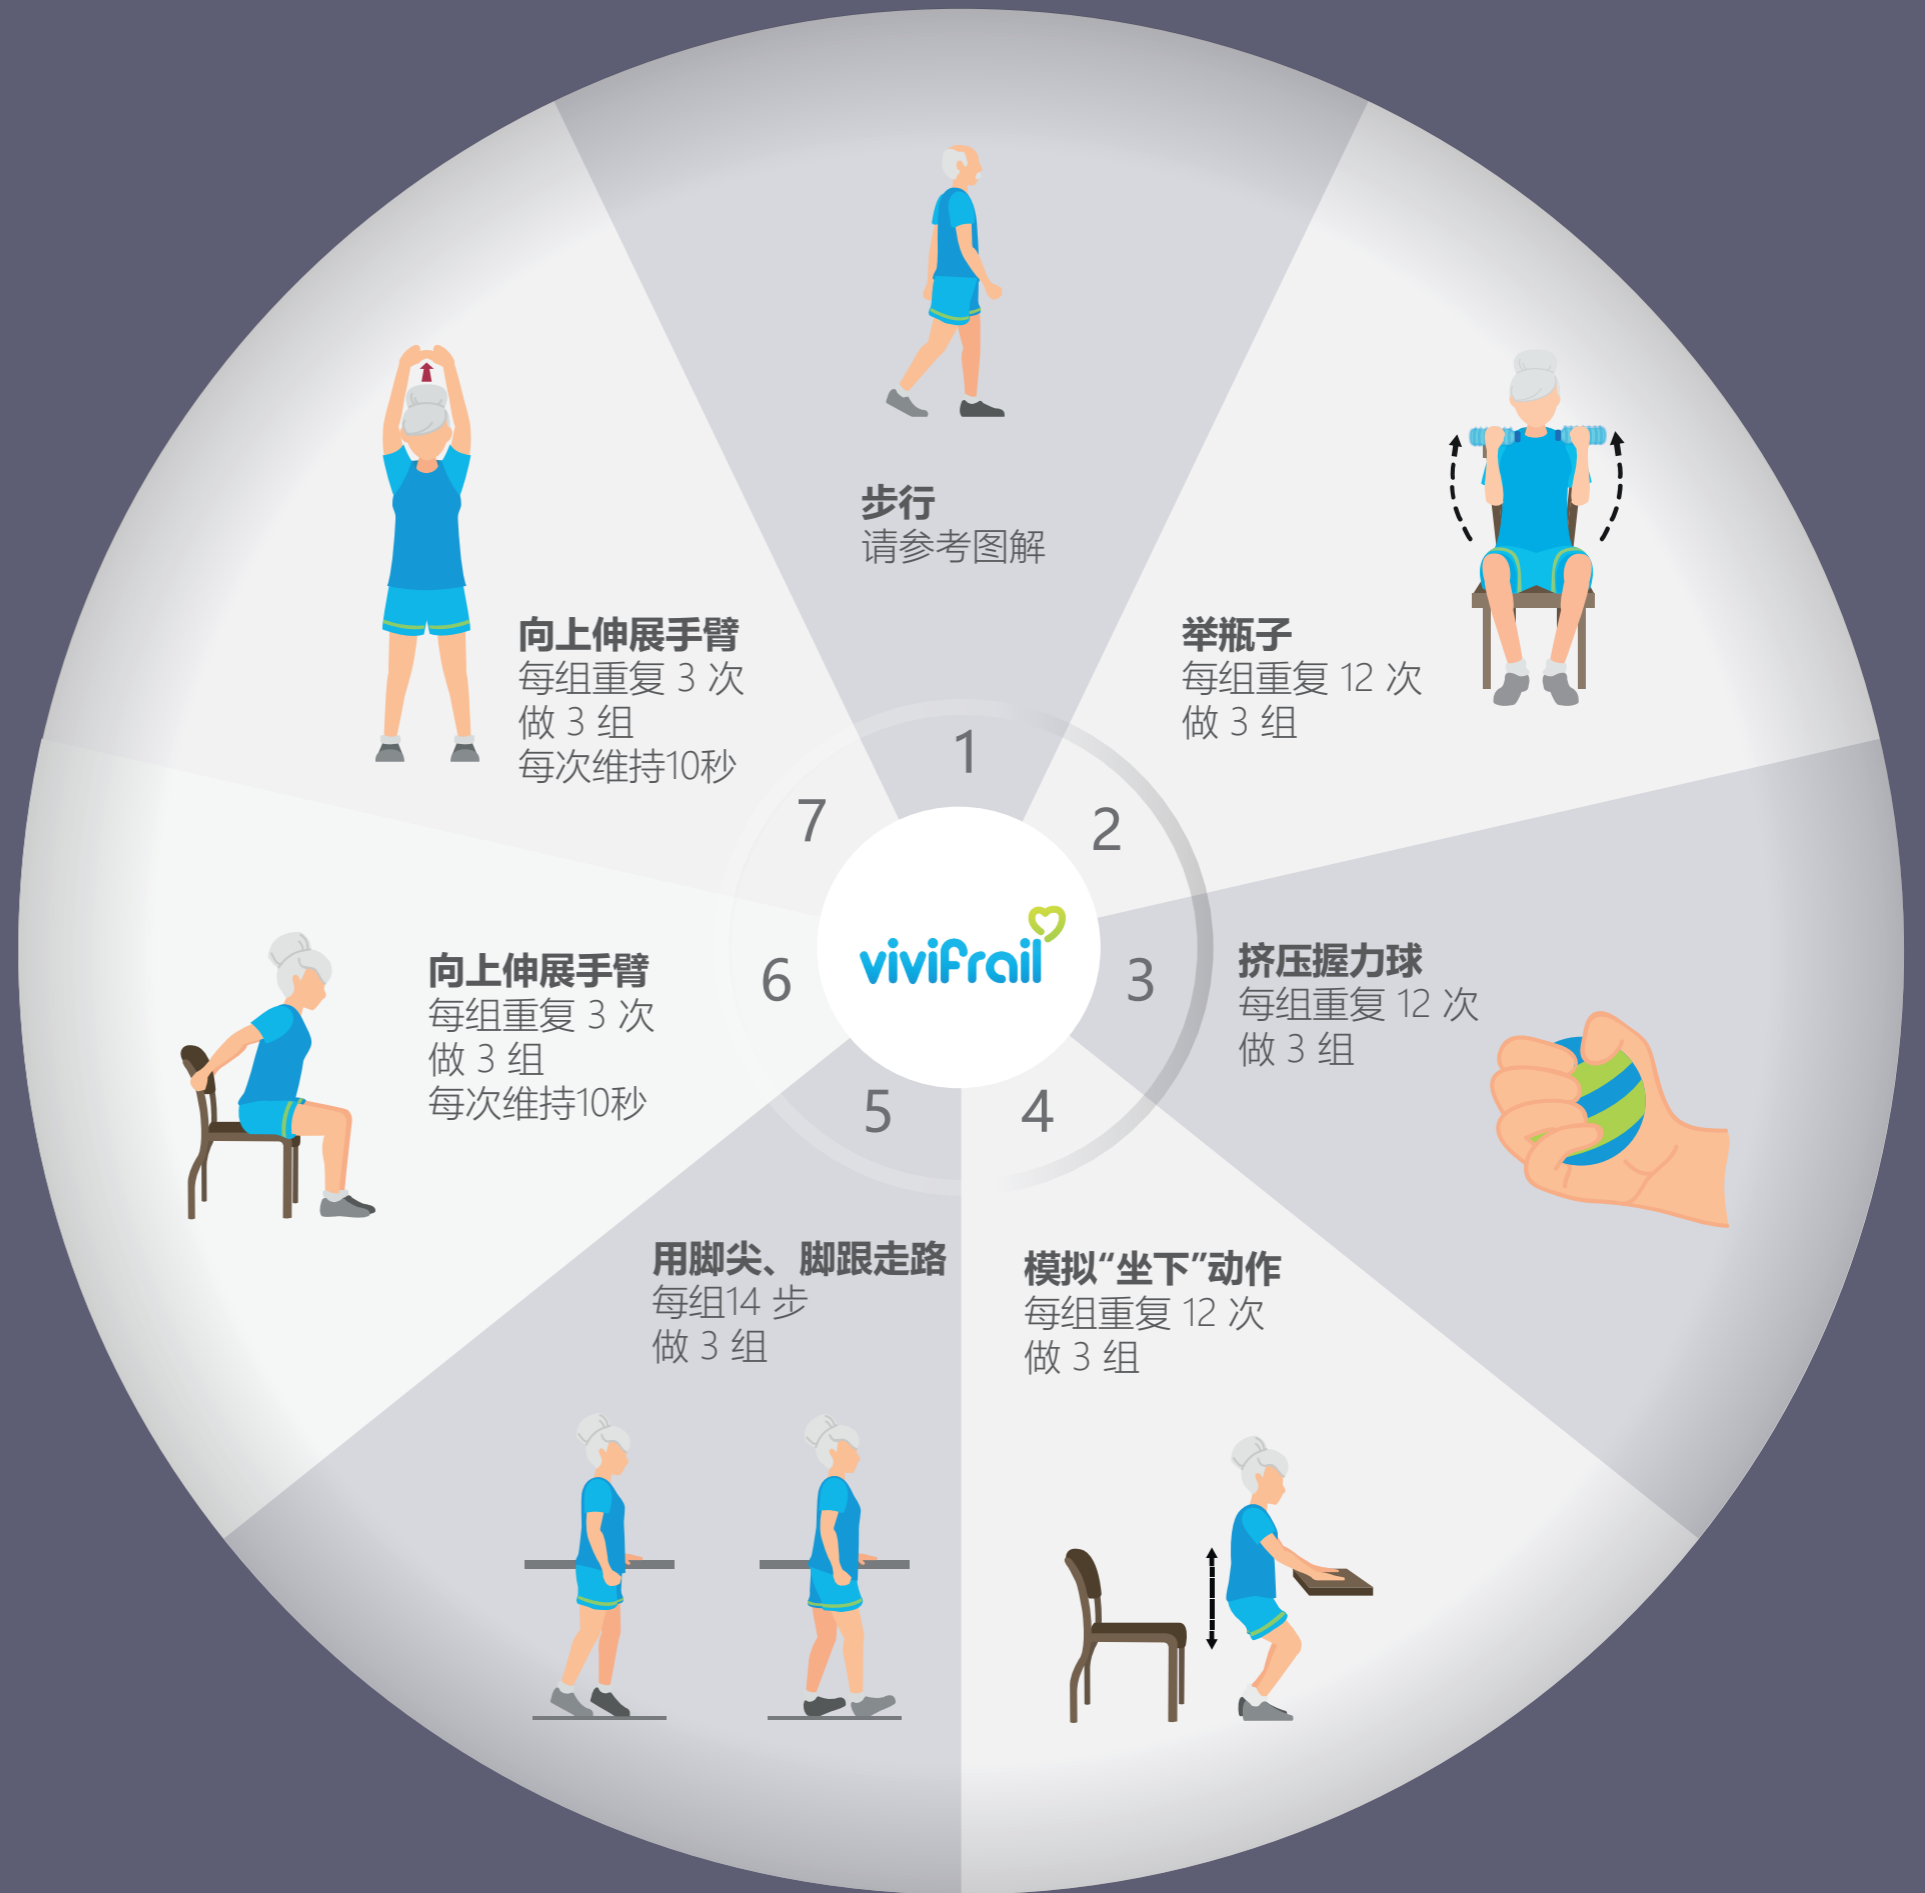 1
步行
请参考图解
2
举瓶子
每组重复 12 次
做 3 组
3
挤压握力球
每组重复 12 次
做 3 组
4
模拟“坐下”动作
每组重复 12 次
做 3 组
5
用脚尖、脚跟走路
每组14 步
做 3 组
6
向上伸展手臂
每组重复 3 次
做 3 组
每次维持10秒
7
向上伸展手臂
每组重复 3 次
做 3 组
每次维持10秒
vivifrail